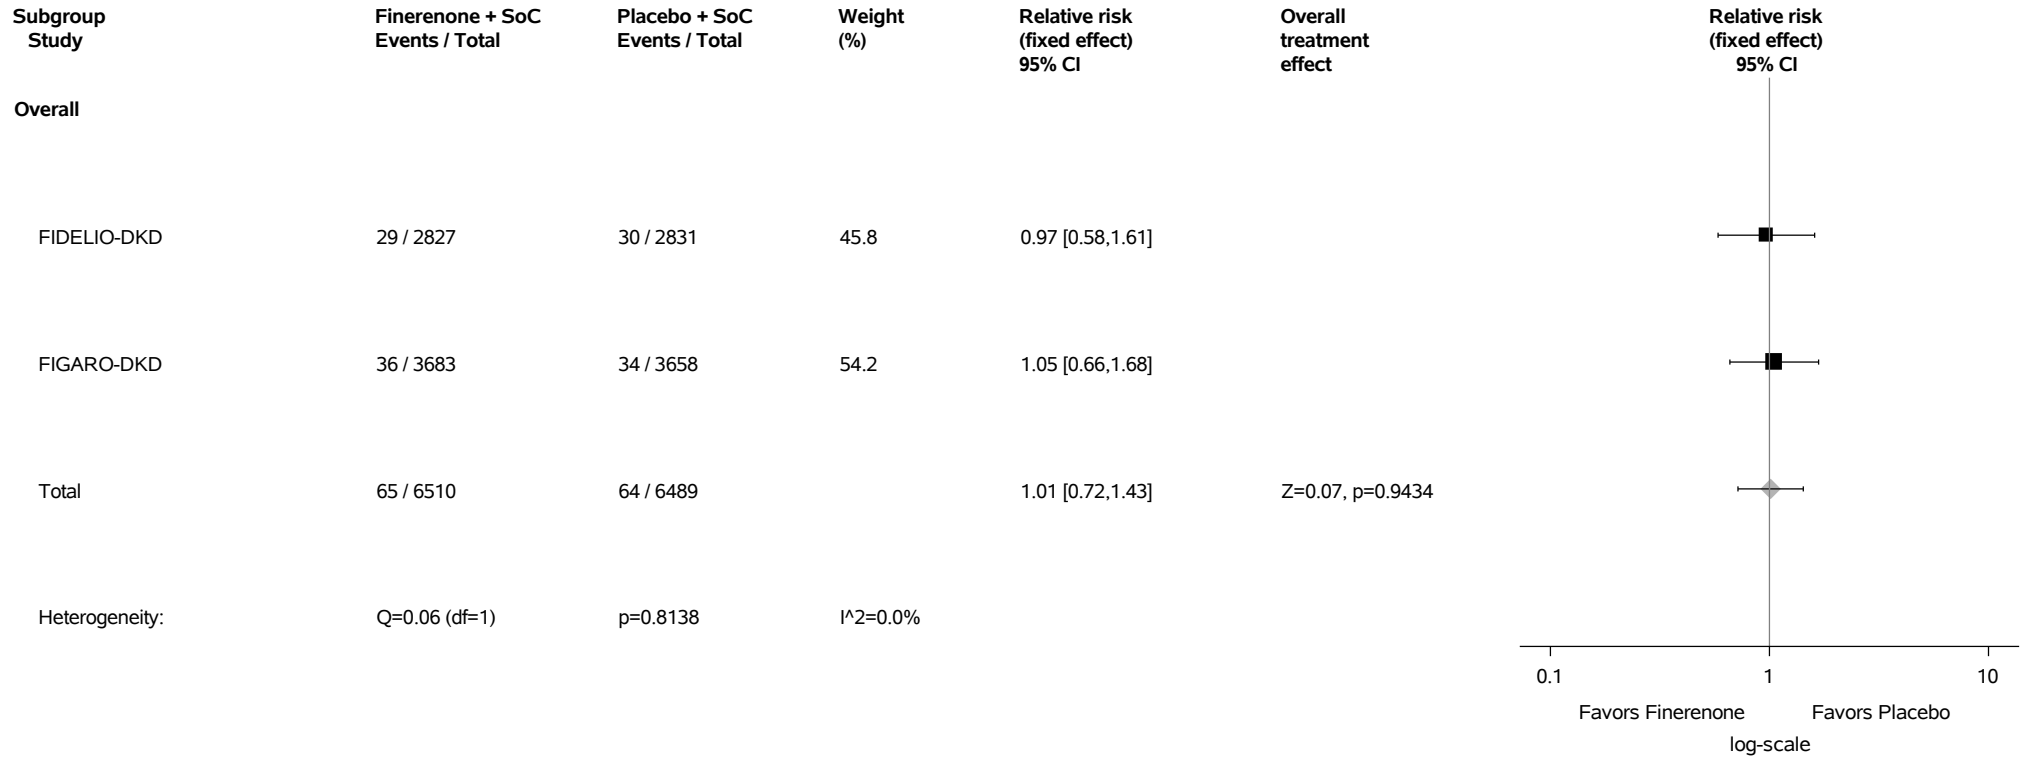 Subgroup Finerenone + SoC Placebo + SoC Weight Relative risk Overall Relative risk
Study Events / Total Events / Total (%) (fixed effect) treatment (fixed effect)
95% CI effect 95% CI
Overall
FIDELIO-DKD 29 / 2827 30 / 2831 45.8 0.97 [0.58,1.61]
FIGARO-DKD 36 / 3683 34 / 3658 54.2 1.05 [0.66,1.68]
Total 65 / 6510 64 / 6489 1.01 [0.72,1.43] Z=0.07, p=0.9434
Heterogeneity: Q=0.06 (df=1) p=0.8138 I^2=0.0%
0.1 1 10
Favors Finerenone Favors Placebo
log-scale